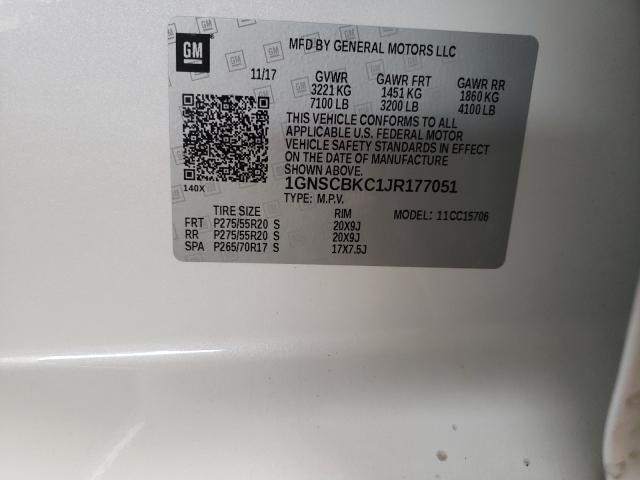 GM
MFD BY GENERAL MOTORS LLC
11/17 GVWR GAWR FRT GAWR RR
3221 KG 1451 KG 1860 KG
7100 LB 3200 LB 4100 LB
THIS VEHICLE CONFORMS TO ALL
APPLICABLE U.S. FEDERAL MOTOR
VEHICLE SAFETY STANDARDS IN EFFECT
ON THE DATE OF MANUFACTURE
SHOWN ABOVE.
140X
1GNSCBKC1JR177051
TYPE: M.P.V.
TIRE SIZE RIM MODEL: 11CC15706
FRT P275/55R20 S 20X9J
RR P275/55R20 S 20X9J
SPA P265/70R17 S 17X7.5J